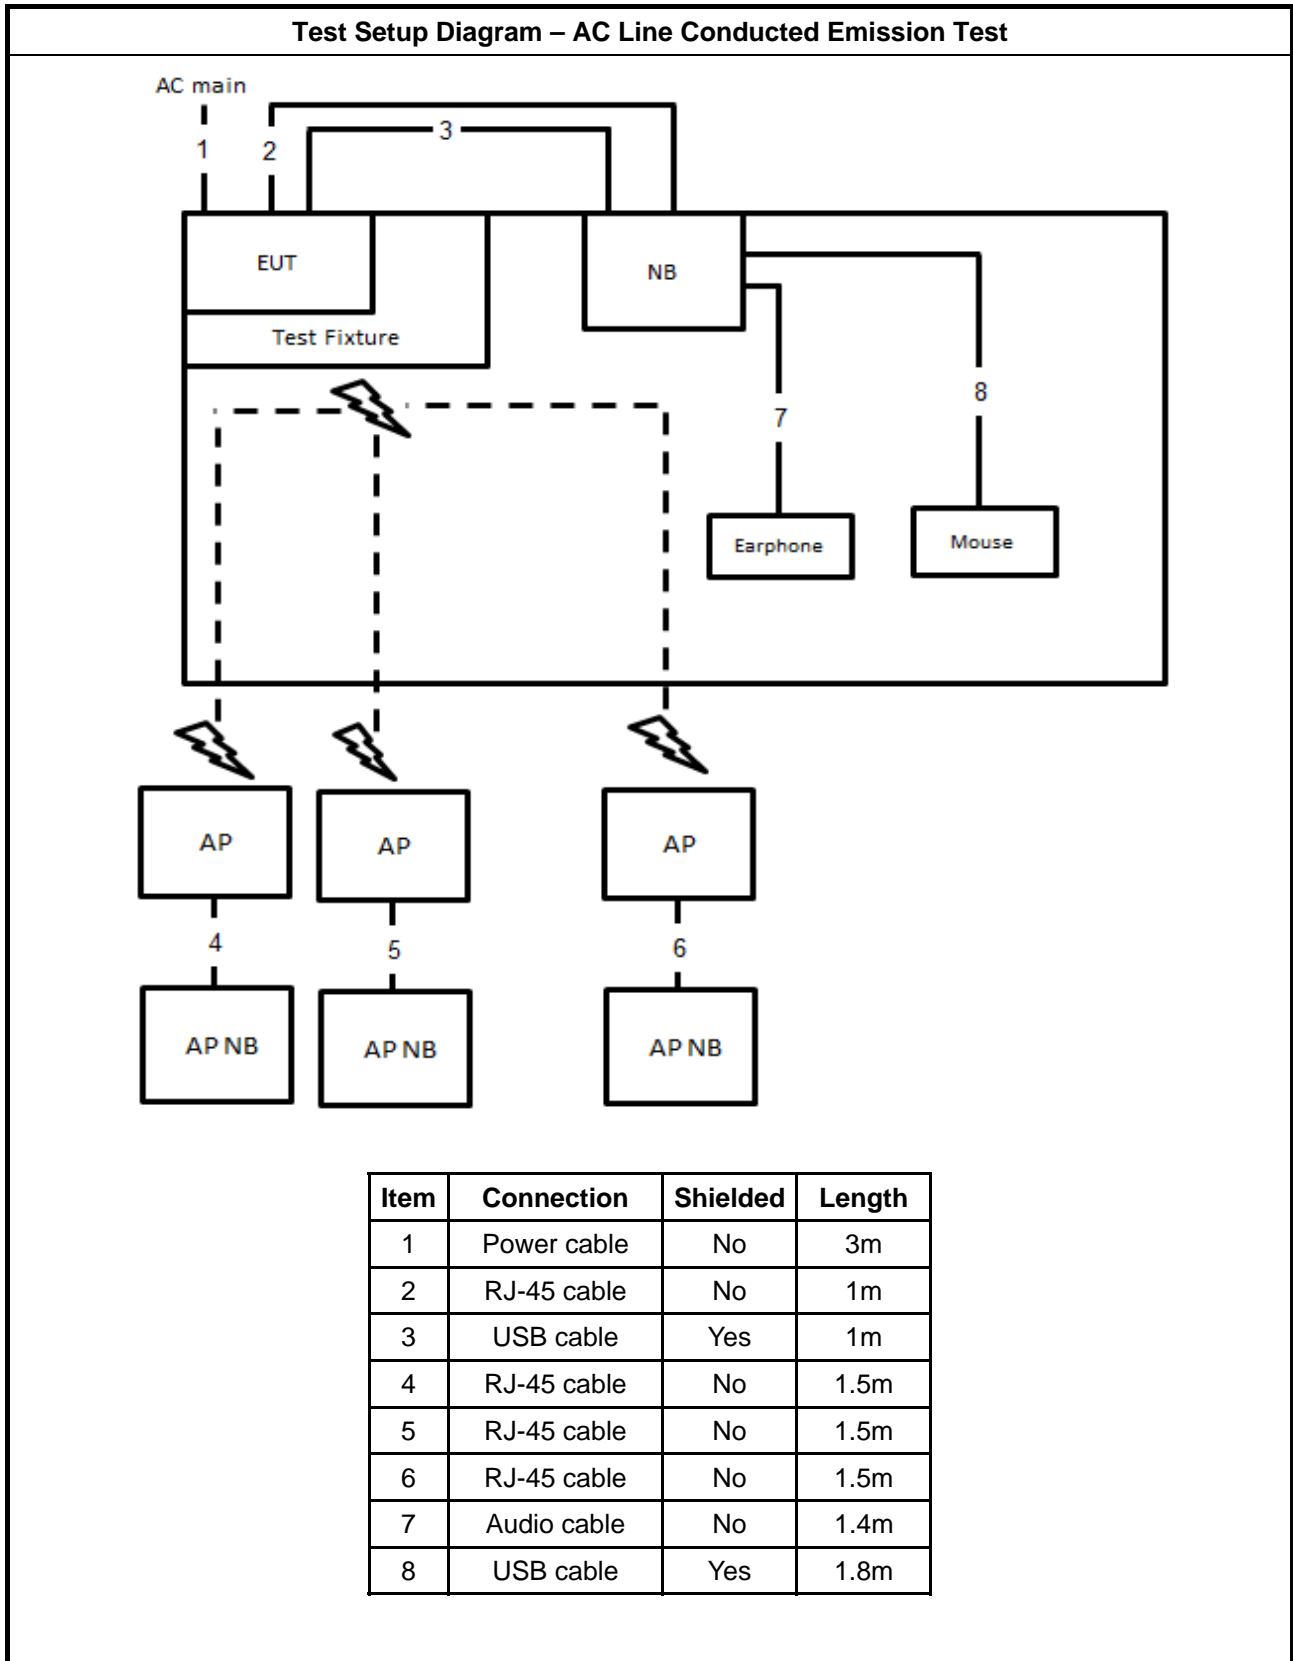 Test Setup Diagram – AC Line Conducted Emission Test
AC main
1
2
3
EUT
NB
Test Fixture
7
8
Earphone
Mouse
AP
AP
AP
4
5
6
AP NB
AP NB
AP NB
Item Connection Shielded Length
1 Power cable No 3m
2 RJ-45 cable No 1m
3 USB cable Yes 1m
4 RJ-45 cable No 1.5m
5 RJ-45 cable No 1.5m
6 RJ-45 cable No 1.5m
7 Audio cable No 1.4m
8 USB cable Yes 1.8m